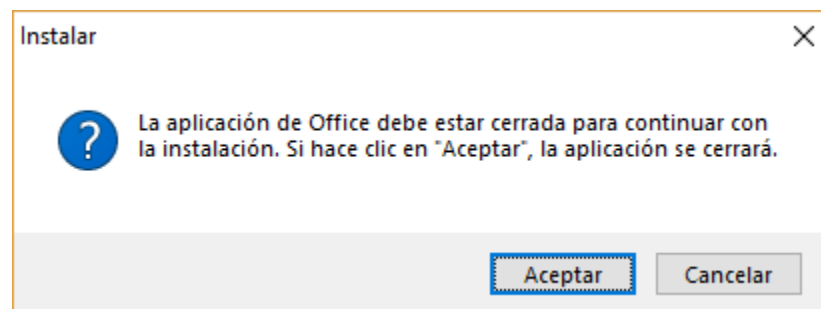 Instalar
La aplicación de Office debe estar cerrada para continuar con
la instalación. Si hace clic en "Aceptar", la aplicación se cerrará.
Aceptar
Cancelar